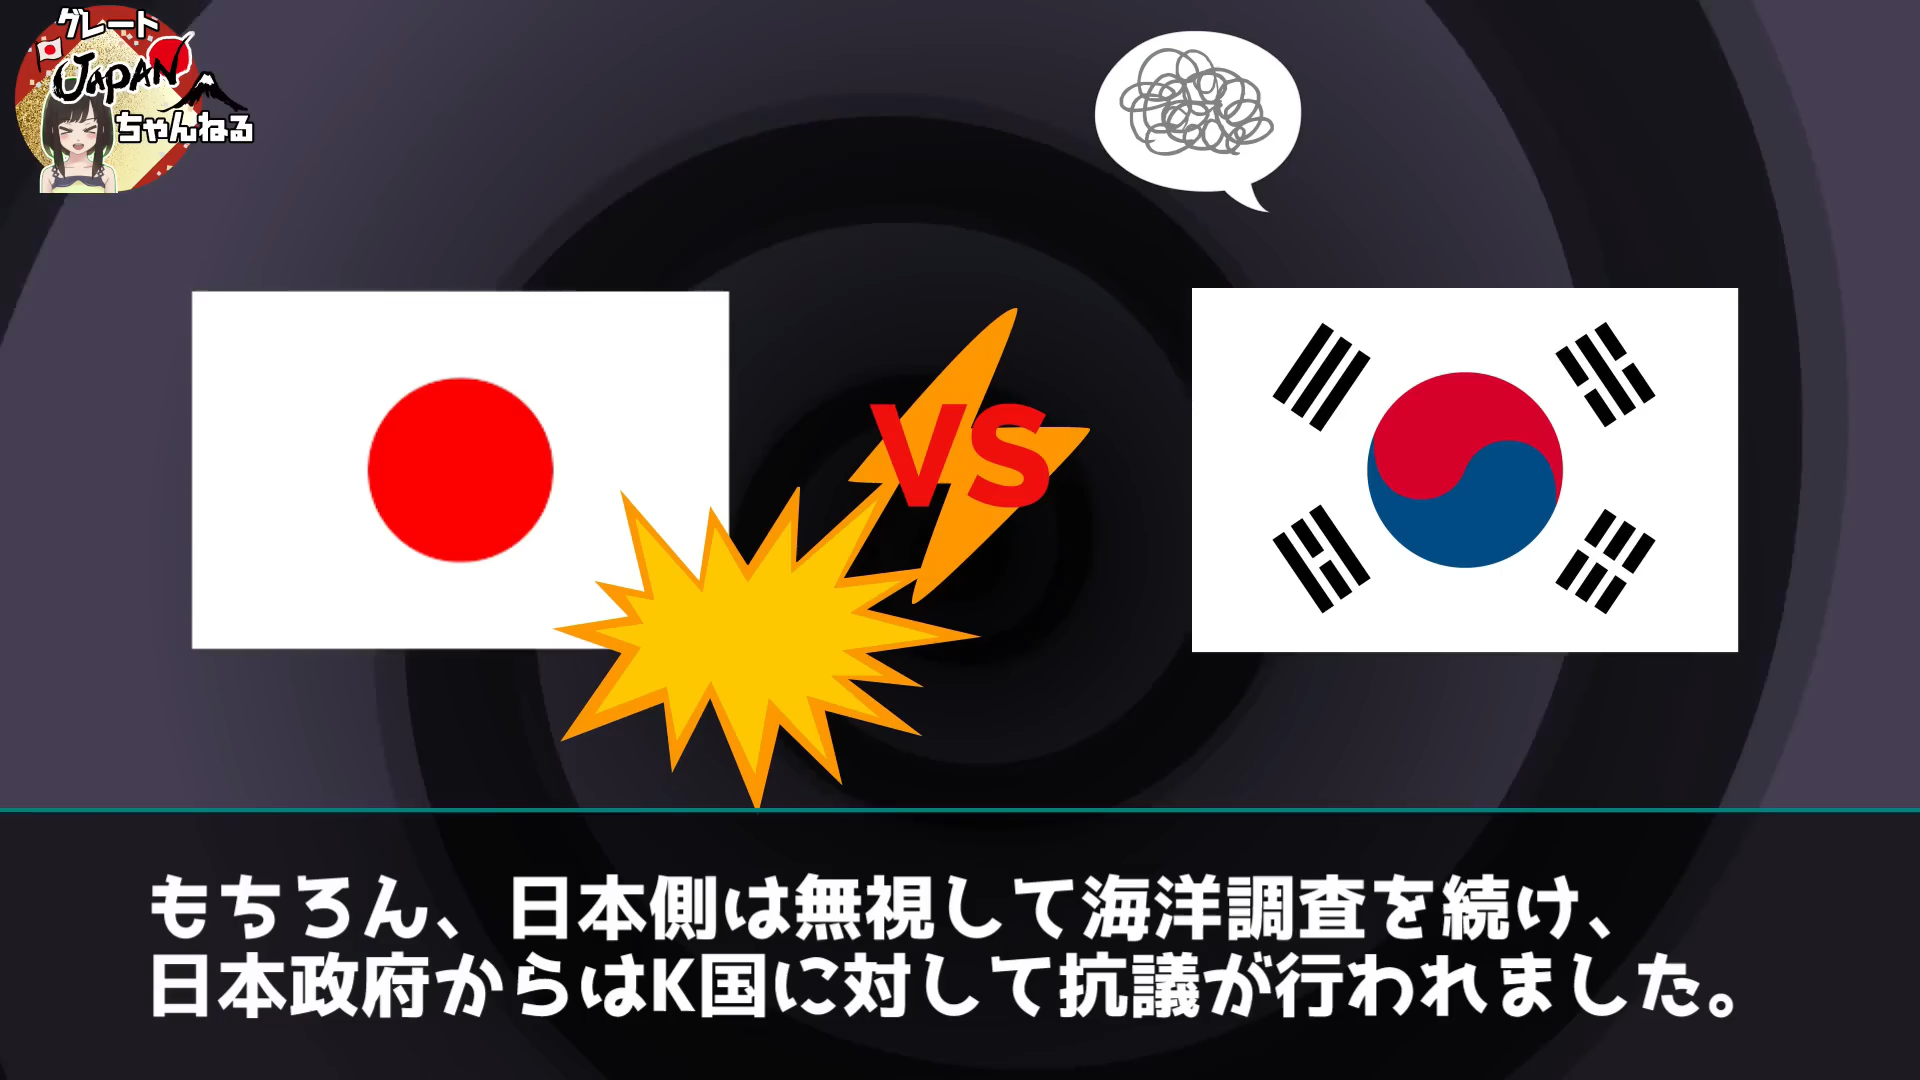 グレート
JAPAN
ちゃんねる
VS
もちろん、日本側は無視して海洋調査を続け、
日本政府からはK国に対して抗議が行われました。